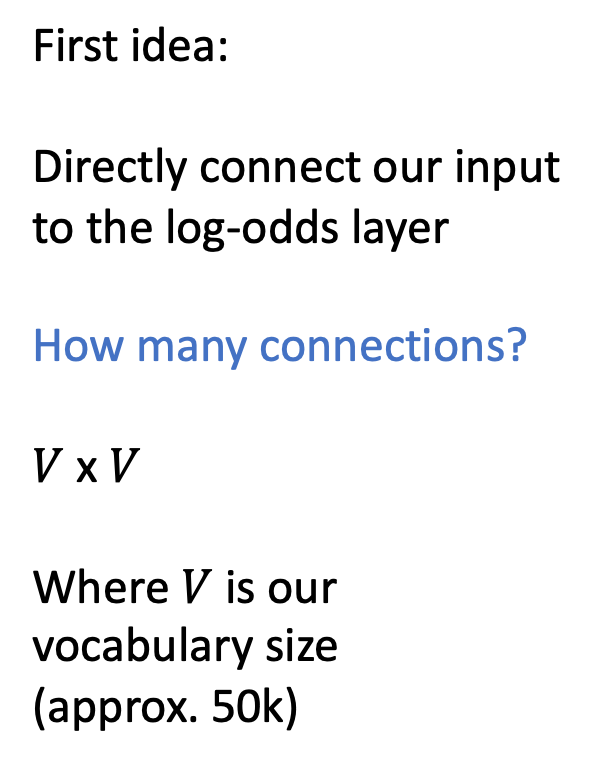 First idea:
Directly connect our input
to the log-odds layer
How many connections?
V x V
Where V is our
vocabulary size
(approx. 50k)